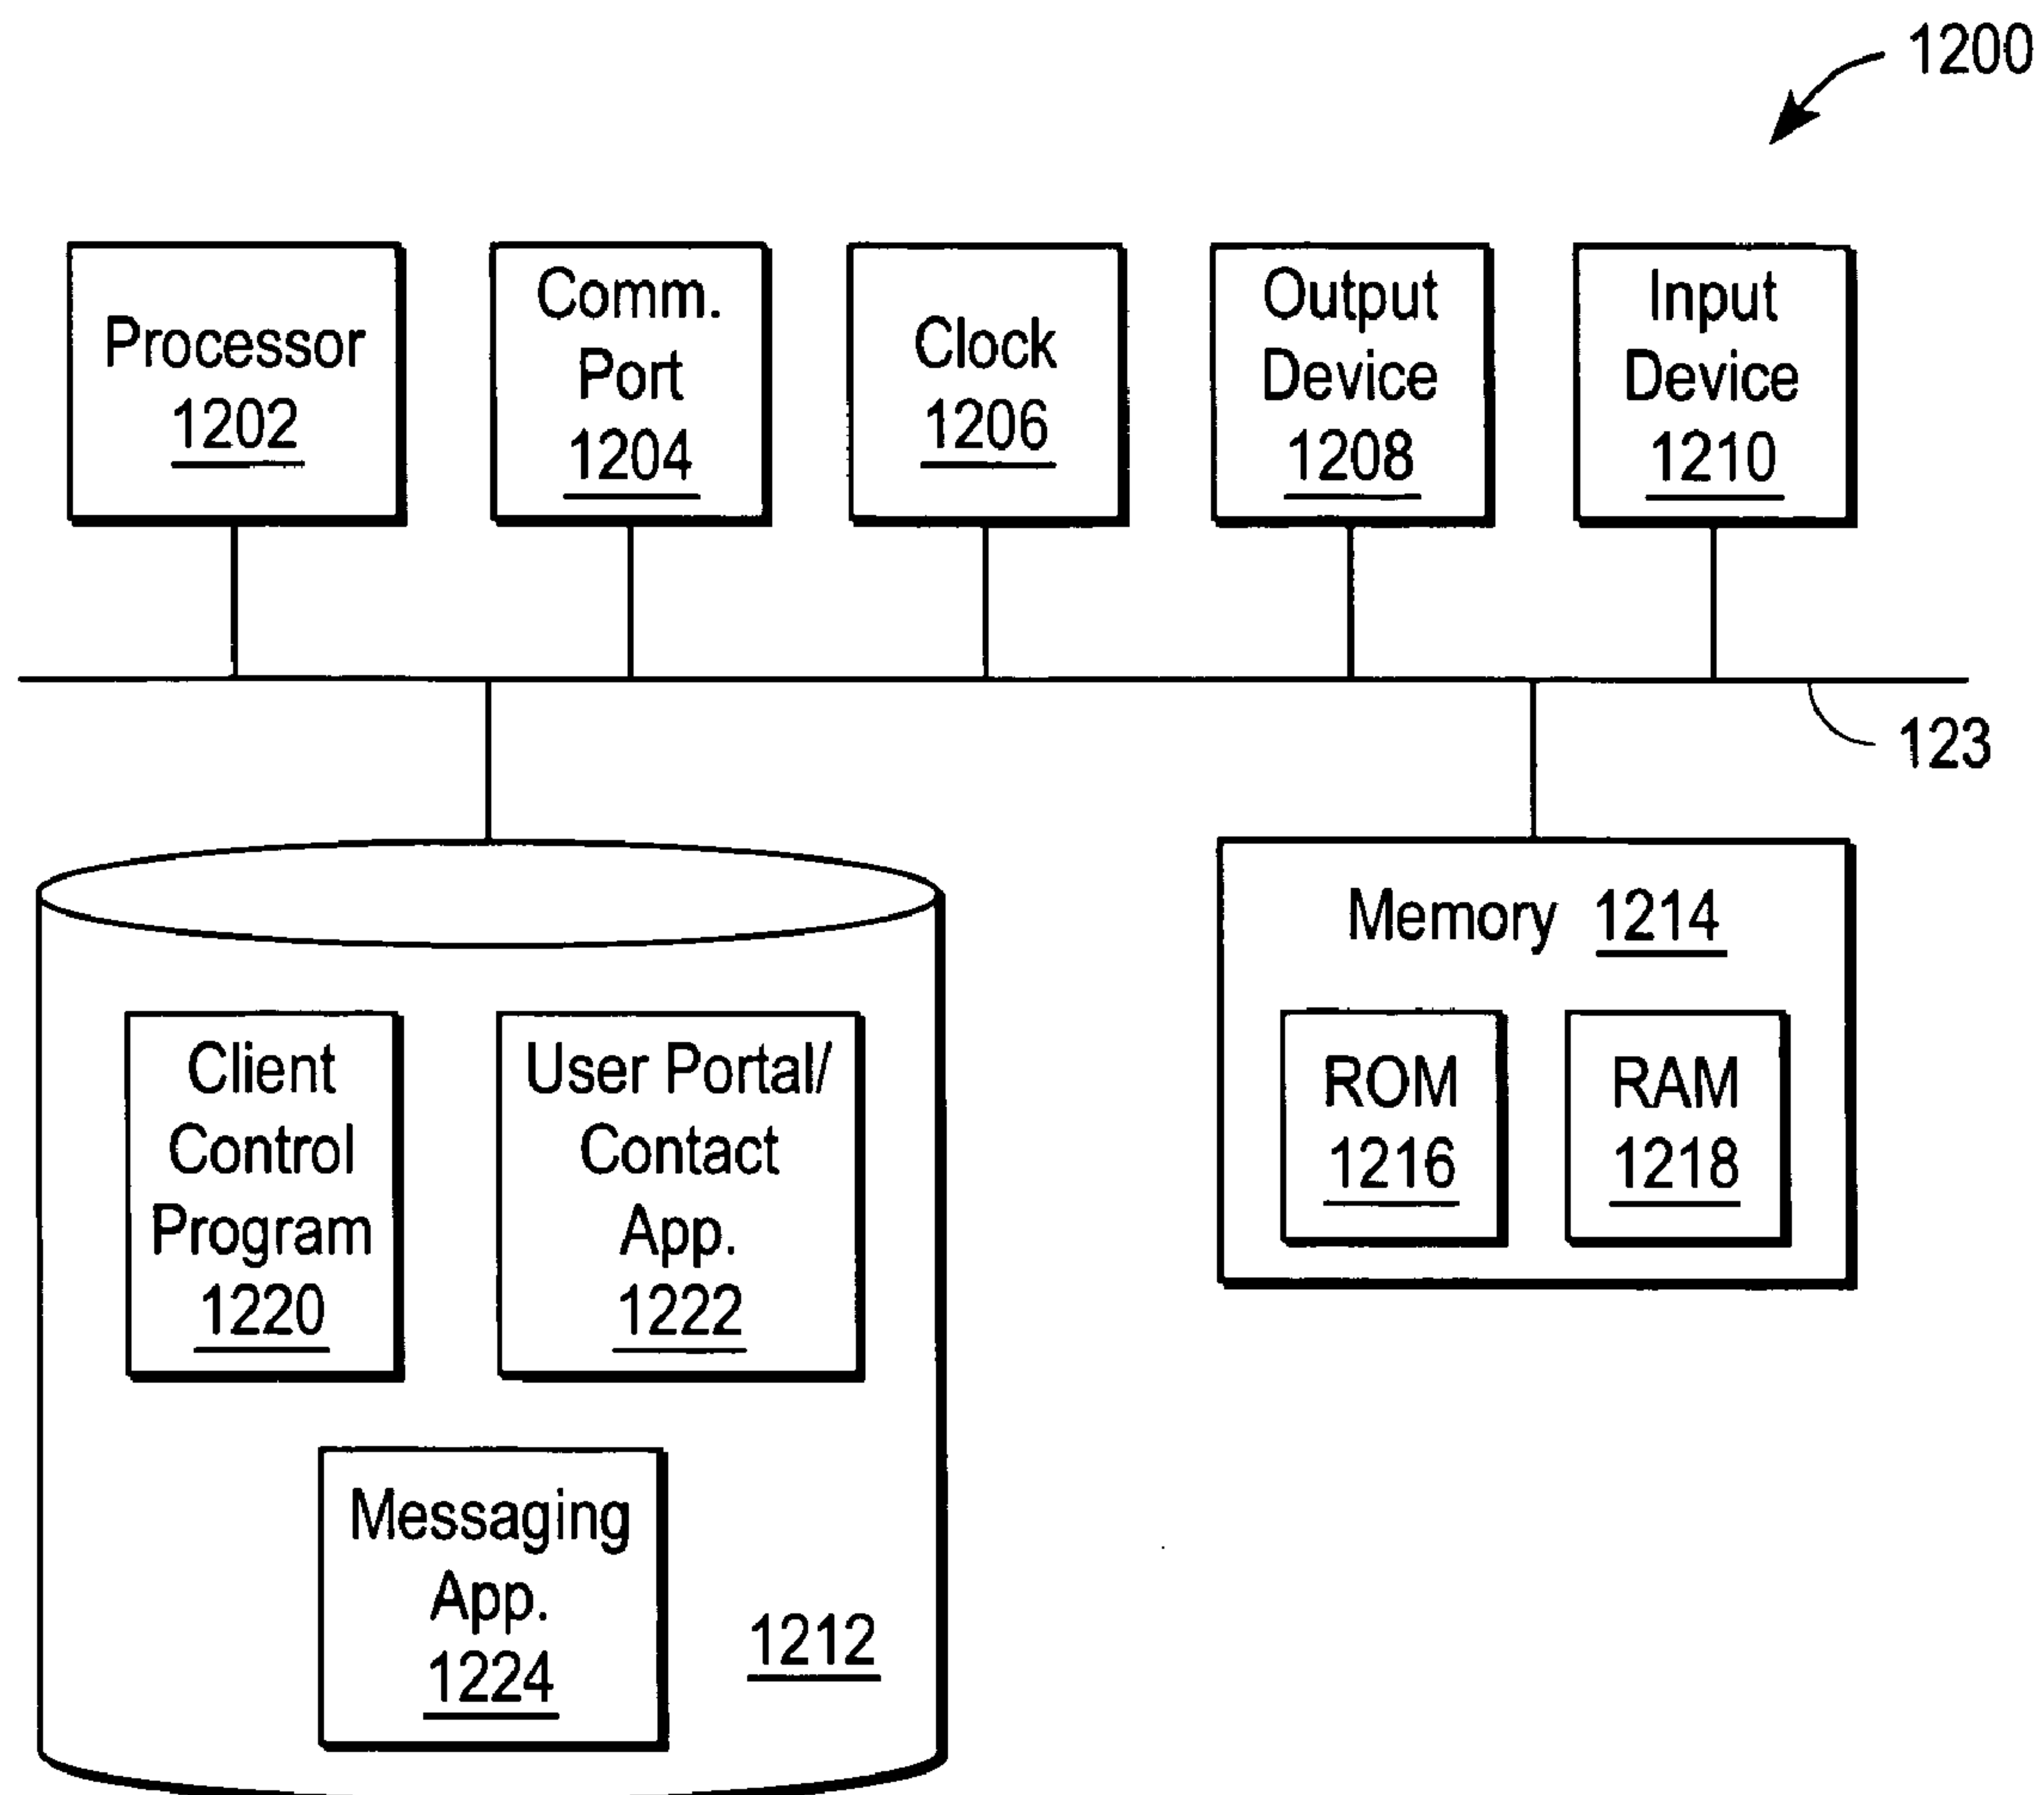 1200
Processor
1202
Comm.
Port
1204
Clock
1206
Output
Device
1208
Input
Device
1210
123
Memory 1214
ROM
1216
RAM
1218
Client
Control
Program
1220
User Portal/
Contact
App.
1222
Messaging
App.
1224
1212